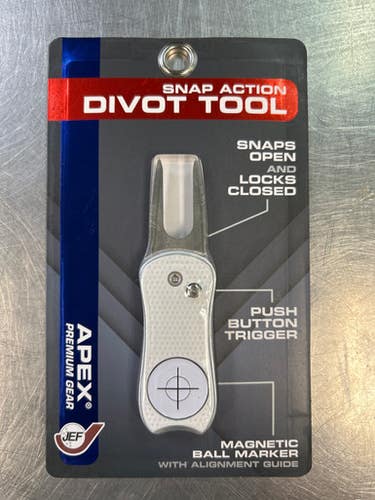 SNAP ACTION
DIVOT TOOL
SNAPS
OPEN
AND
LOCKS
CLOSED
PUSH
BUTTON
TRIGGER
MAGNETIC
BALL MARKER
WITH ALIGNMENT GUIDE
APEX®
PREMIUM GEAR
JEF